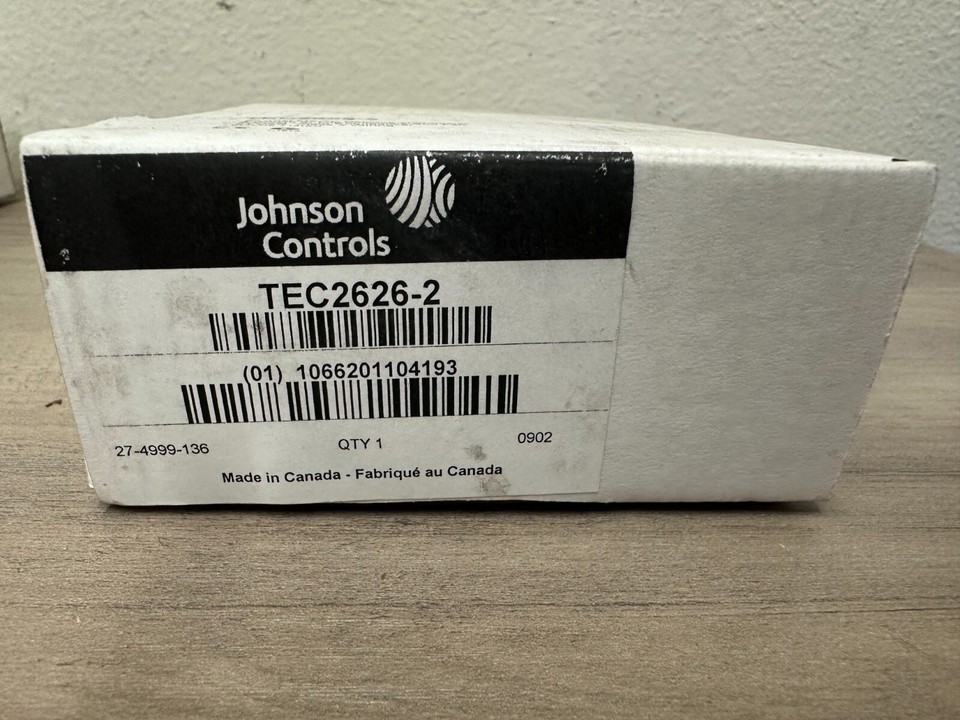 Johnson
Controls
TEC2626-2
(01) 1066201104193
27-4999-136 QTY 1 0902
Made in Canada - Fabriqué au Canada